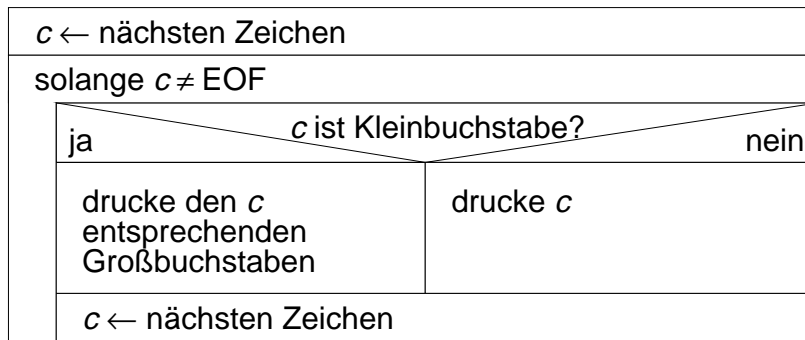 c ← nächsten Zeichen
solange c ≠ EOF
c ist Kleinbuchstabe?
ja
nein
drucke den c
entsprechenden
Großbuchstaben
drucke c
c ← nächsten Zeichen